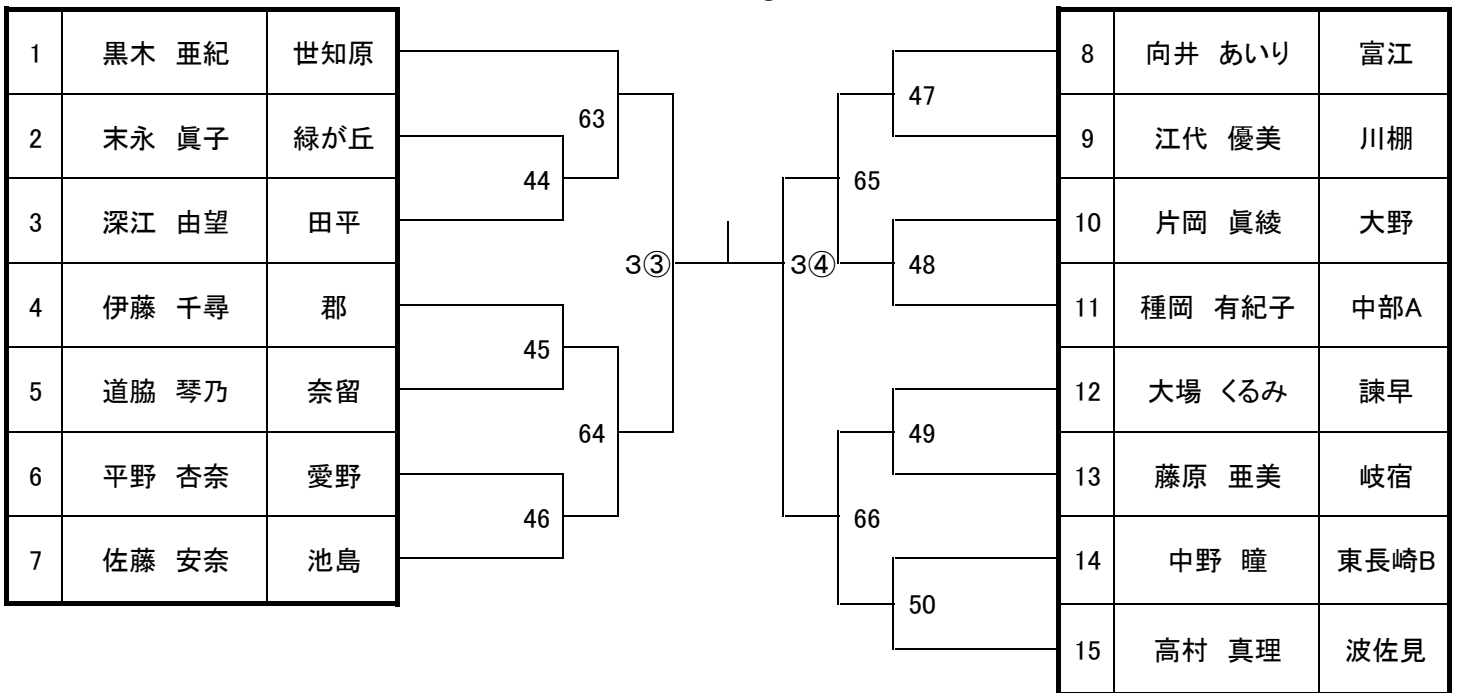 1 黒木 亜紀 世知原
2 末永 眞子 緑が丘
3 深江 由望 田平
4 伊藤 千尋 郡
5 道脇 琴乃 奈留
6 平野 杏奈 愛野
7 佐藤 安奈 池島
63
44
45
64
46
3③
3④
47
65
48
49
66
50
8 向井 あいり 富江
9 江代 優美 川棚
10 片岡 眞綾 大野
11 種岡 有紀子 中部A
12 大場 くるみ 諫早
13 藤原 亜美 岐宿
14 中野 瞳 東長崎B
15 高村 真理 波佐見